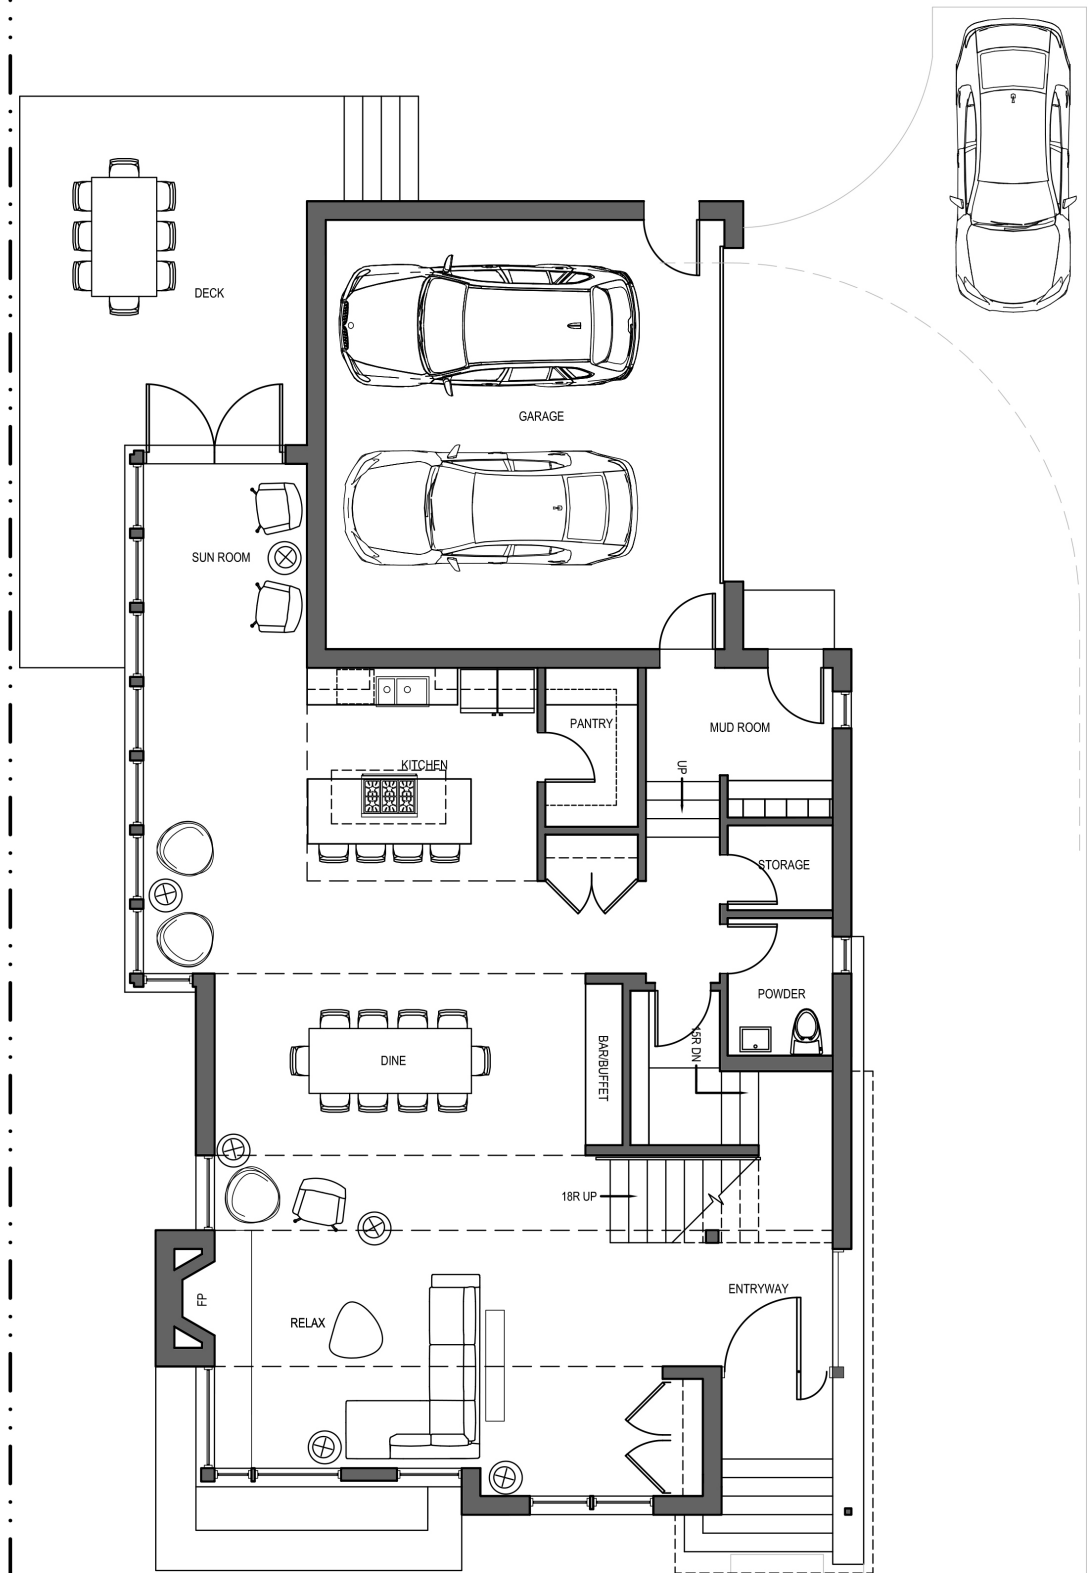 DECK
GARAGE
SUN ROOM
PANTRY
MUD ROOM
KITCHEN
UP
STORAGE
POWDER
15R DN
DINE
BAR/BUFFET
18R UP
ENTRYWAY
FP
RELAX